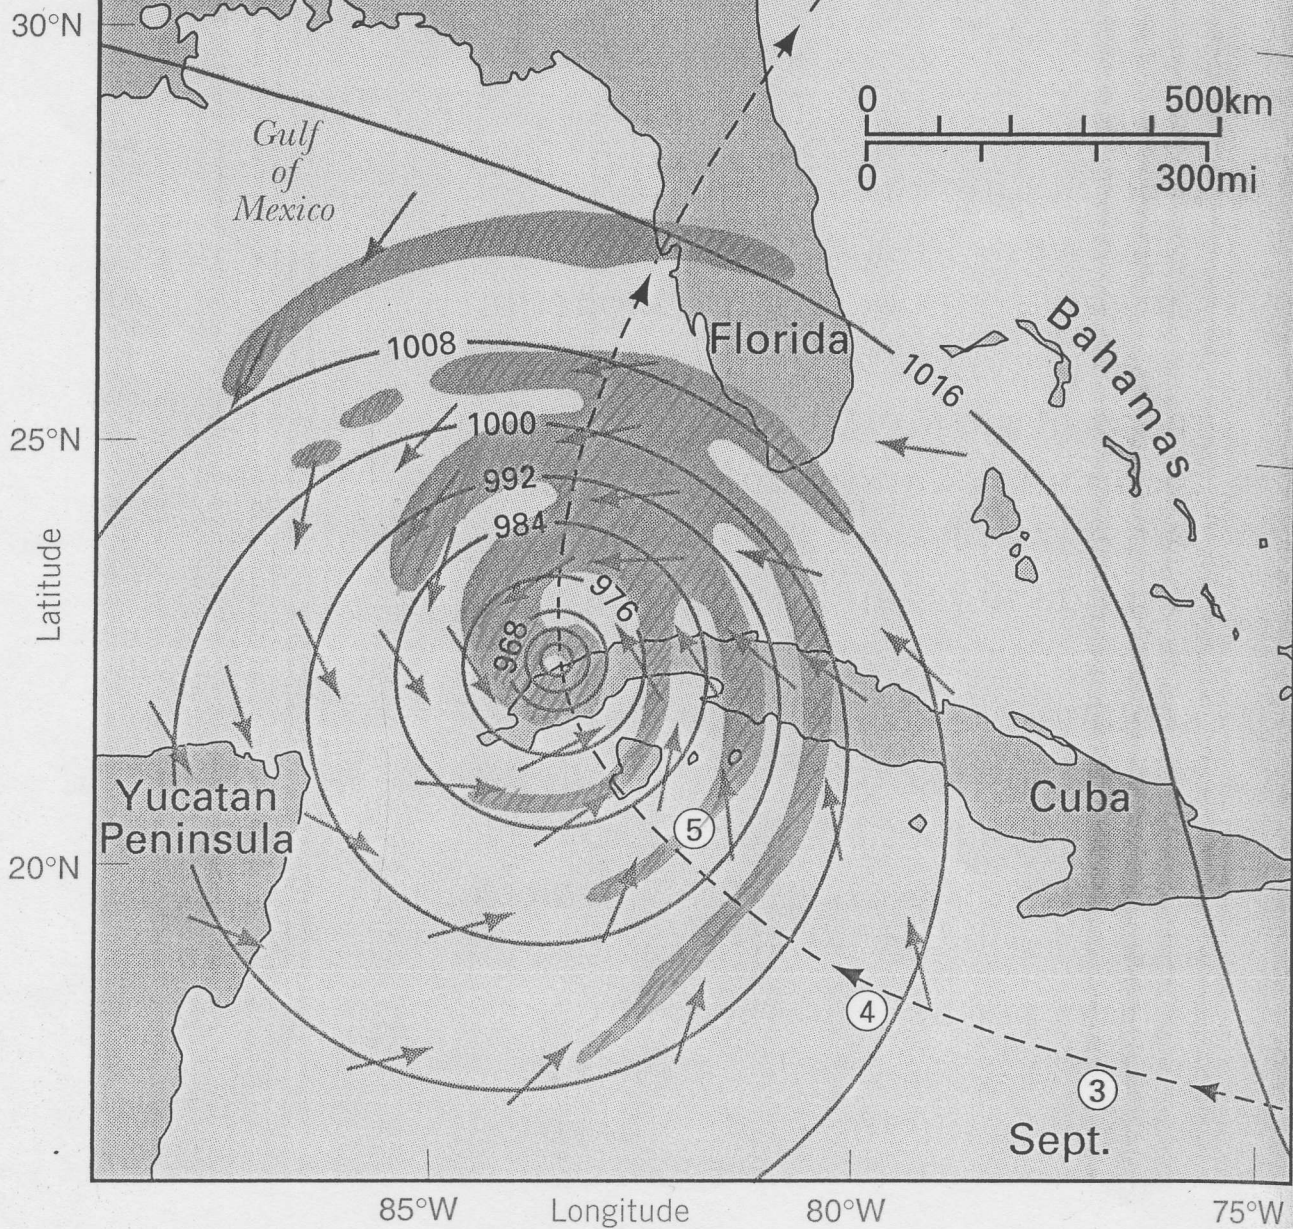 30°N
0 500km
Gulf
of
Mexico
0 300mi
Bahamas
Florida
1008
1016
1000
25°N
992
984
976
Latitude
968
Yucatan
Peninsula
Cuba
⑤
20°N
④
③
Sept.
85°W Longitude 80°W 75°W